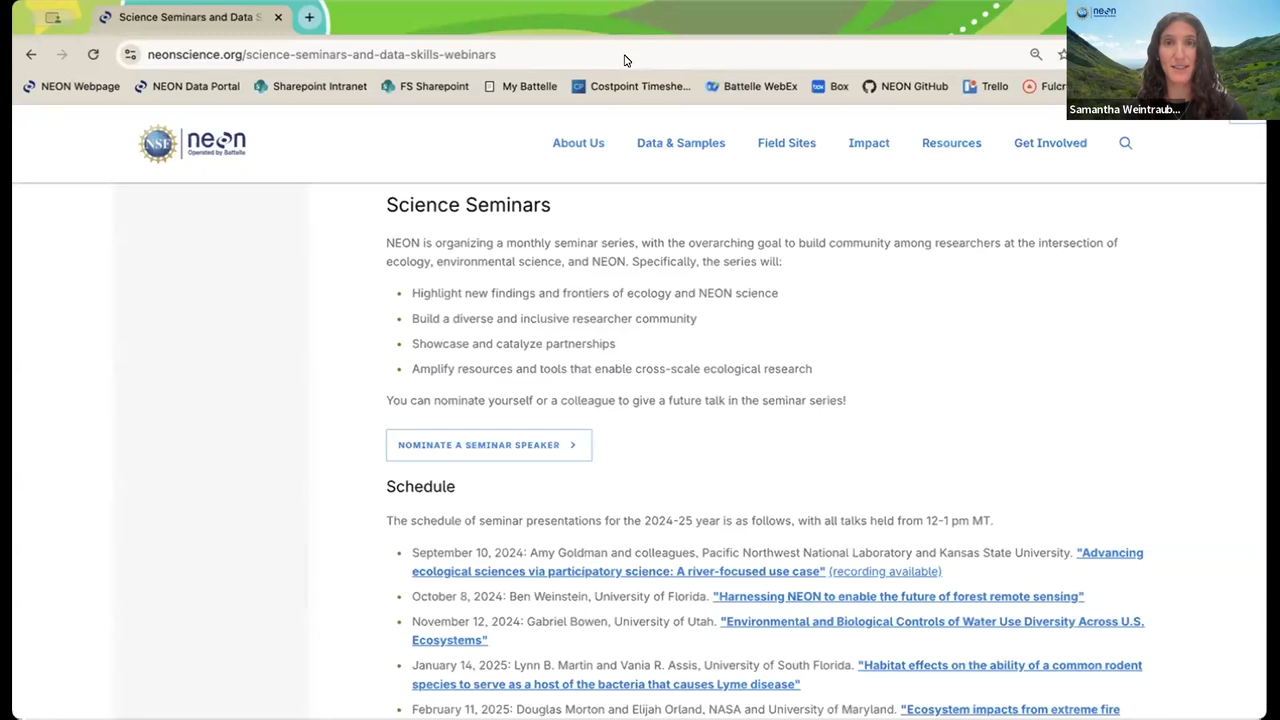 Science Seminars and Data S
neonscience.org/science-seminars-and-data-skills-webinars
NEON Webpage
NEON Data Portal
Sharepoint Intranet
FS Sharepoint
My Battelle
Costpoint Timeshe...
Battelle WebEx
Box
NEON GitHub
Trello
Fulcr
neon
Samantha Weintraub...
NSF
neon
Operated by Battelle
About Us
Data & Samples
Field Sites
Impact
Resources
Get Involved
Science Seminars
NEON is organizing a monthly seminar series, with the overarching goal to build community among researchers at the intersection of
ecology, environmental science, and NEON. Specifically, the series will:
• Highlight new findings and frontiers of ecology and NEON science
• Build a diverse and inclusive researcher community
• Showcase and catalyze partnerships
• Amplify resources and tools that enable cross-scale ecological research
You can nominate yourself or a colleague to give a future talk in the seminar series!
NOMINATE A SEMINAR SPEAKER
Schedule
The schedule of seminar presentations for the 2024-25 year is as follows, with all talks held from 12-1 pm MT.
• September 10, 2024: Amy Goldman and colleagues, Pacific Northwest National Laboratory and Kansas State University. "Advancing
ecological sciences via participatory science: A river-focused use case" (recording available)
• October 8, 2024: Ben Weinstein, University of Florida. "Harnessing NEON to enable the future of forest remote sensing"
• November 12, 2024: Gabriel Bowen, University of Utah. "Environmental and Biological Controls of Water Use Diversity Across U.S.
Ecosystems"
• January 14, 2025: Lynn B. Martin and Vania R. Assis, University of South Florida. "Habitat effects on the ability of a common rodent
species to serve as a host of the bacteria that causes Lyme disease"
• February 11, 2025: Douglas Morton and Elijah Orland, NASA and University of Maryland. "Ecosystem impacts from extreme fire